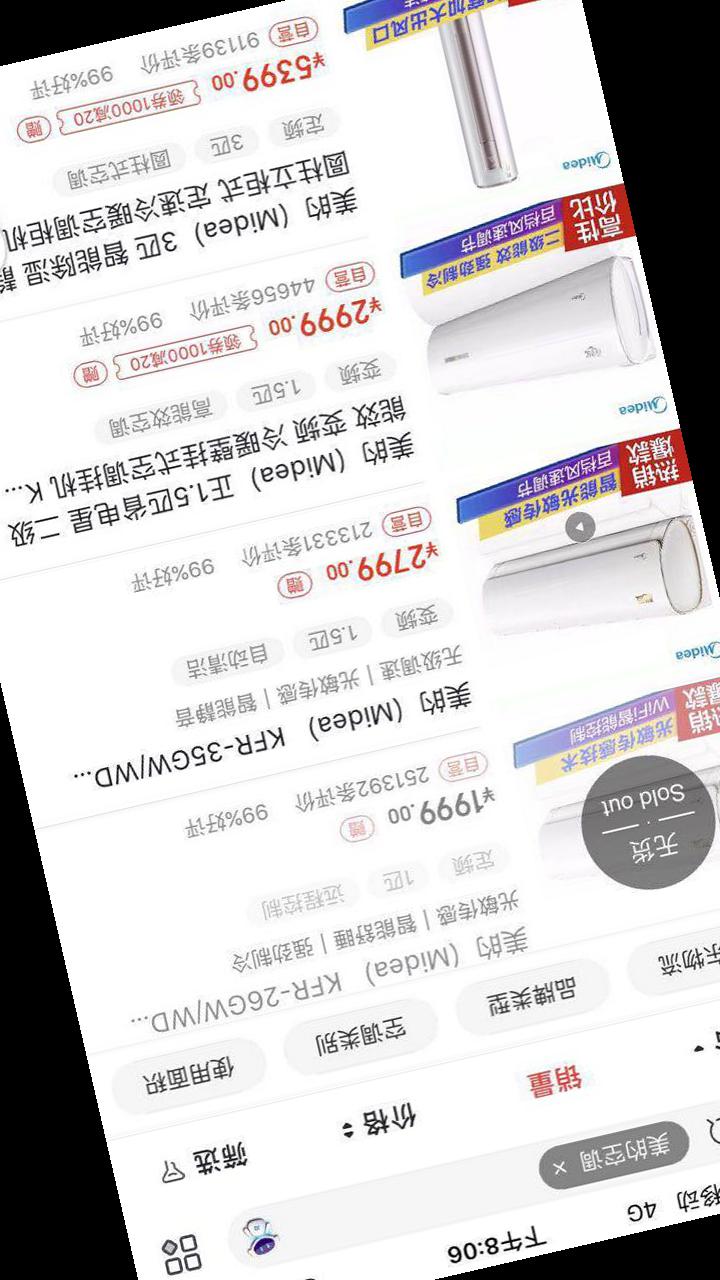 移动 4G
下午8:06
美的空调 ×
销量
价格
筛选
京东物流
品牌类型
空调类别
使用面积
无货
Sold out
光敏传感技术
WiFi智能控制
美的（Midea） KFR-26GW/WD...
光敏传感｜智能舒睡｜强劲制冷
定频 1匹 远程控制
¥1999.00 赠
自营 251392条评价 99%好评
Midea
热销
爆款
智能光敏传感
百档风速调节
美的（Midea） KFR-35GW/WD...
无级调速｜光敏传感｜智能静音
变频 1.5匹 自动清洁
¥2799.00 赠
自营 213331条评价 99%好评
Midea
高性
价比
二级能效 强劲制冷
百档风速调节
美的（Midea） 正1.5匹省电星 二级
能效 变频 冷暖壁挂式空调挂机 K...
变频 1.5匹 高能效空调
¥2999.00 领券1000减20 赠
自营 44656条评价 99%好评
Midea
加大出风口
美的（Midea） 3匹 智能除湿 静
圆柱立柜式 定速冷暖空调柜机
定频 3匹 圆柱式空调
¥5399.00 领券1000减20 赠
自营 91139条评价 99%好评